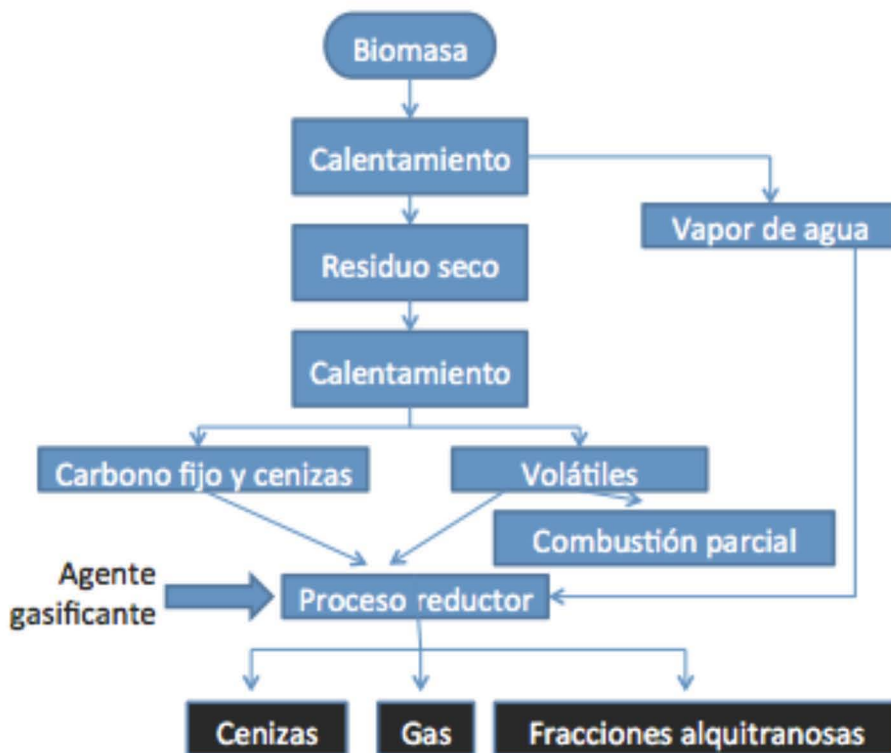 Biomasa
Calentamiento
Vapor de agua
Residuo seco
Calentamiento
Carbono fijo y cenizas
Volátiles
Combustión parcial
Agente
gasificante
Proceso reductor
Cenizas
Gas
Fracciones alquitranosas